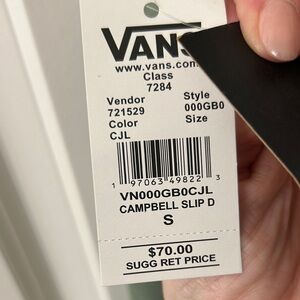 VANS
www.vans.com
Class
7284
Vendor Style
721529 000GB0
Color Size
CJL
1 97063 49822 3
VN000GB0CJL
CAMPBELL SLIP D
S
$70.00
SUGG RET PRICE